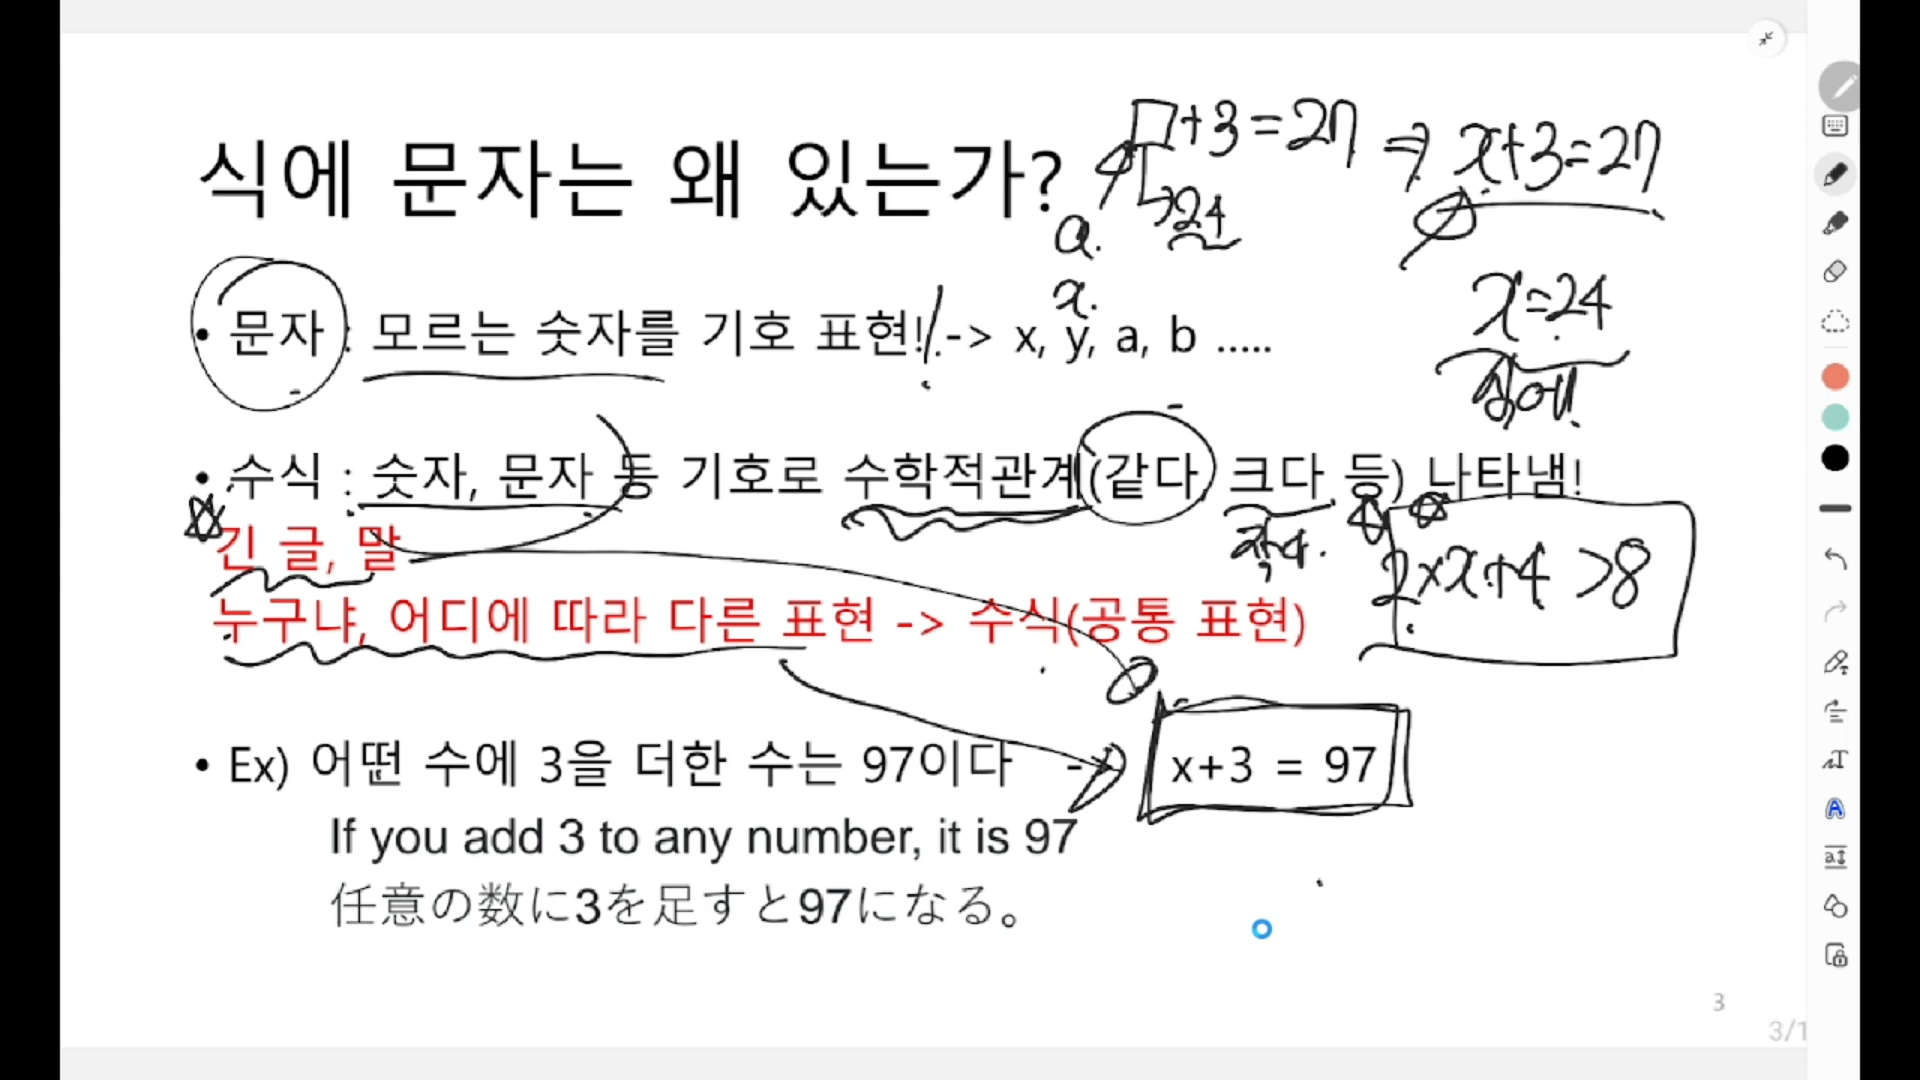 □+3=27 ⇒ x+3=27
식에 문자는 왜 있는가?
24
a.
x.
x=24
• 문자 : 모르는 숫자를 기호 표현! -> x, y, a, b .....
• 수식 : 숫자, 문자 등 기호로 수학적관계(같다, 크다 등) 나타냄!
긴 글, 말
2×x+4 >8
누구냐, 어디에 따라 다른 표현 -> 수식(공통 표현)
• Ex) 어떤 수에 3을 더한 수는 97이다 -> x+3 = 97
If you add 3 to any number, it is 97
任意の数に3を足すと97になる。
3
3/1